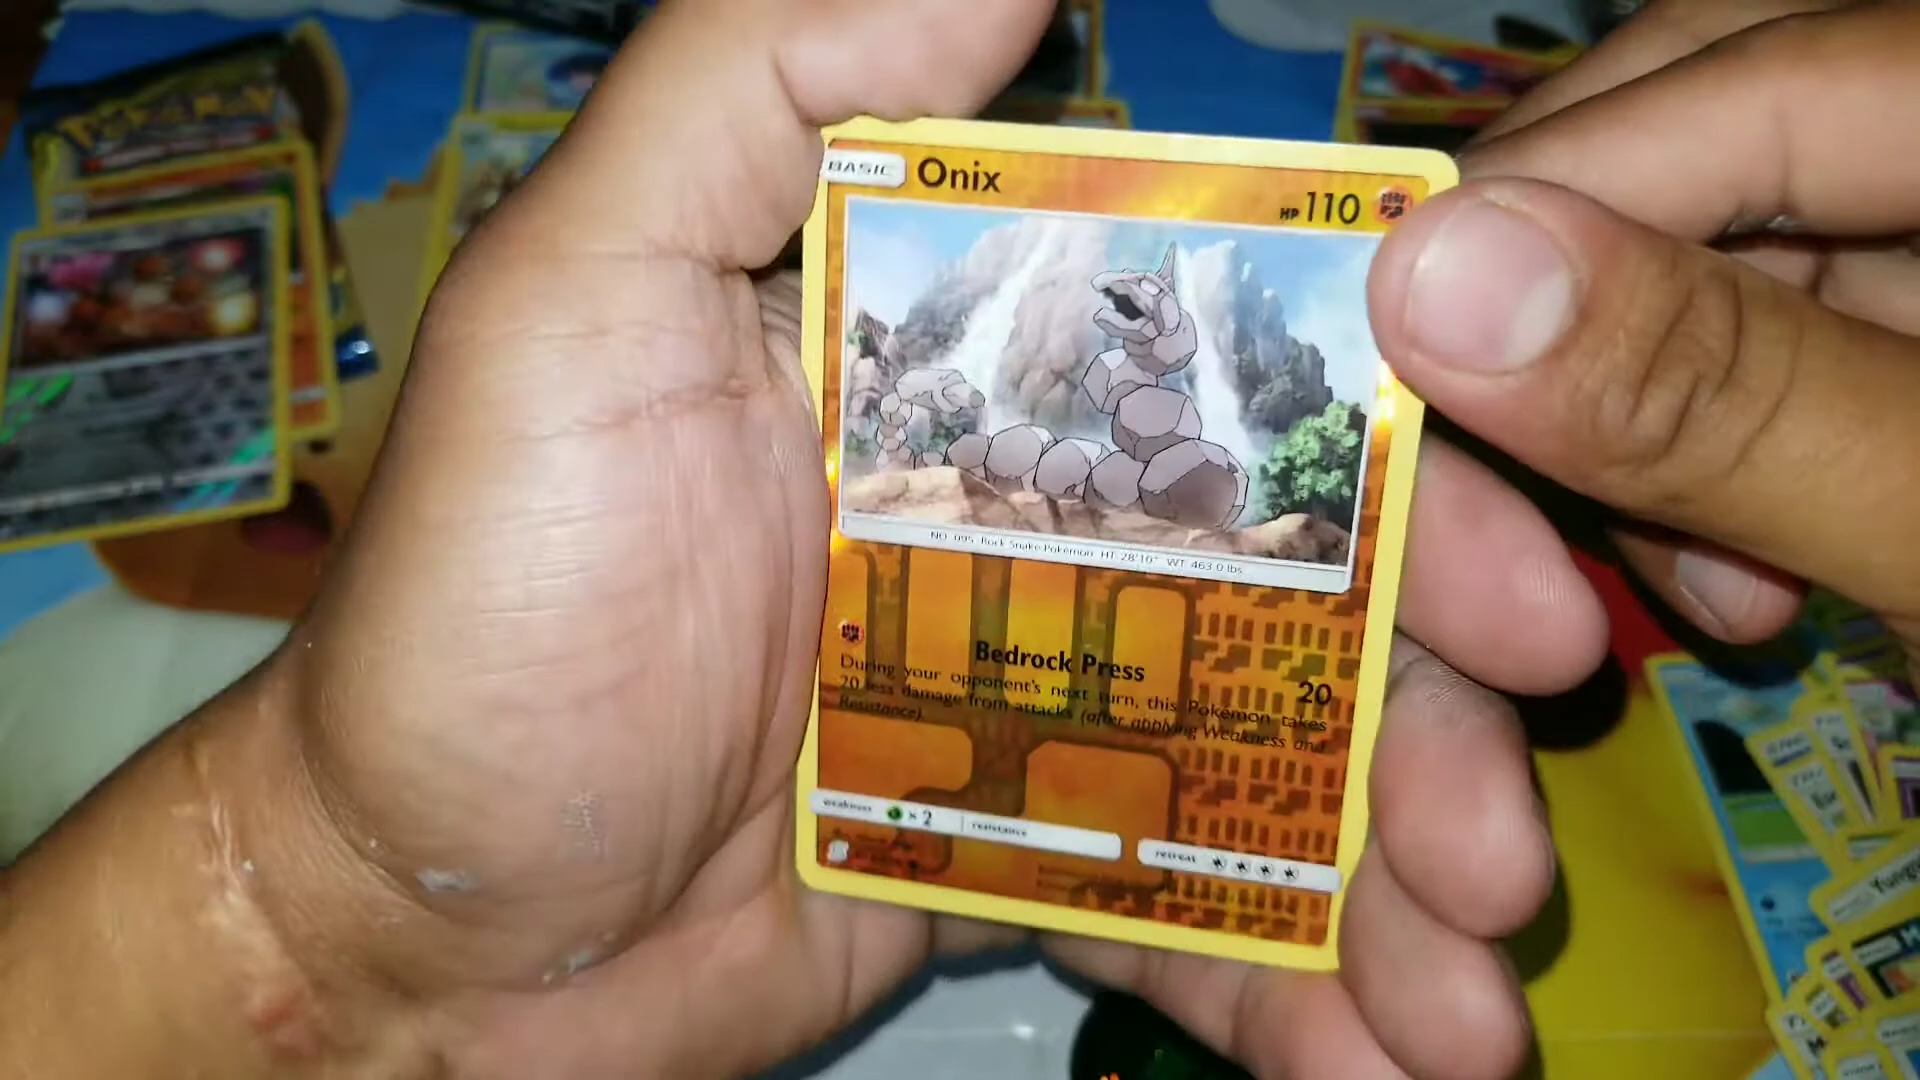 POKÉMON
BASIC Onix HP 110
NO. 095 Rock Snake Pokémon HT: 28'10" WT: 463.0 lbs
Bedrock Press 20
During your opponent's next turn, this Pokémon takes
20 less damage from attacks (after applying Weakness and
Resistance).
weakness × 2 resistance
retreat